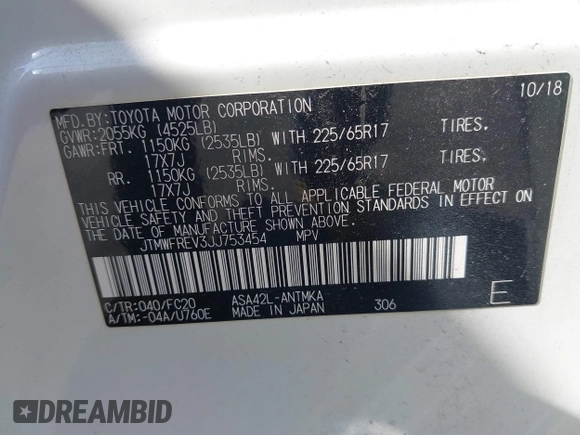 MFD.BY:TOYOTA MOTOR CORPORATION 10/18
GVWR:2055KG (4525LB)
GAWR:FRT. 1150KG (2535LB) WITH 225/65R17 TIRES.
17X7J RIMS.
RR. 1150KG (2535LB) WITH 225/65R17 TIRES.
17X7J RIMS.
THIS VEHICLE CONFORMS TO ALL APPLICABLE FEDERAL MOTOR
VEHICLE SAFETY AND THEFT PREVENTION STANDARDS IN EFFECT ON
THE DATE OF MANUFACTURE SHOWN ABOVE.
JTMWFREV3JJ753454 MPV
C/TR:040/FC20 ASA42L-ANTMKA 306 E
A/TM:-04A/U760E MADE IN JAPAN
DREAMBID